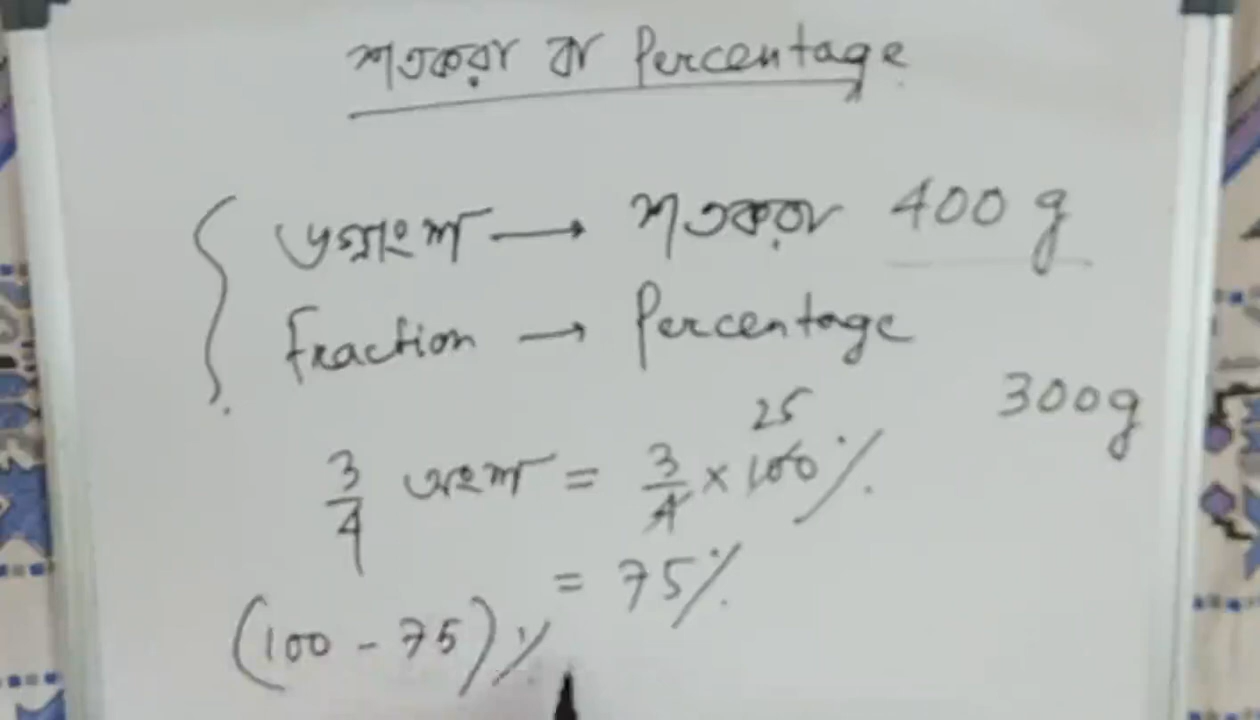 শতকরা বা Percentage
ভগ্নাংশ → শতকরা 400 g
Fraction → Percentage
300g
25
3/4 অংশ = 3/4 × 100%
= 75%
(100 - 75)%